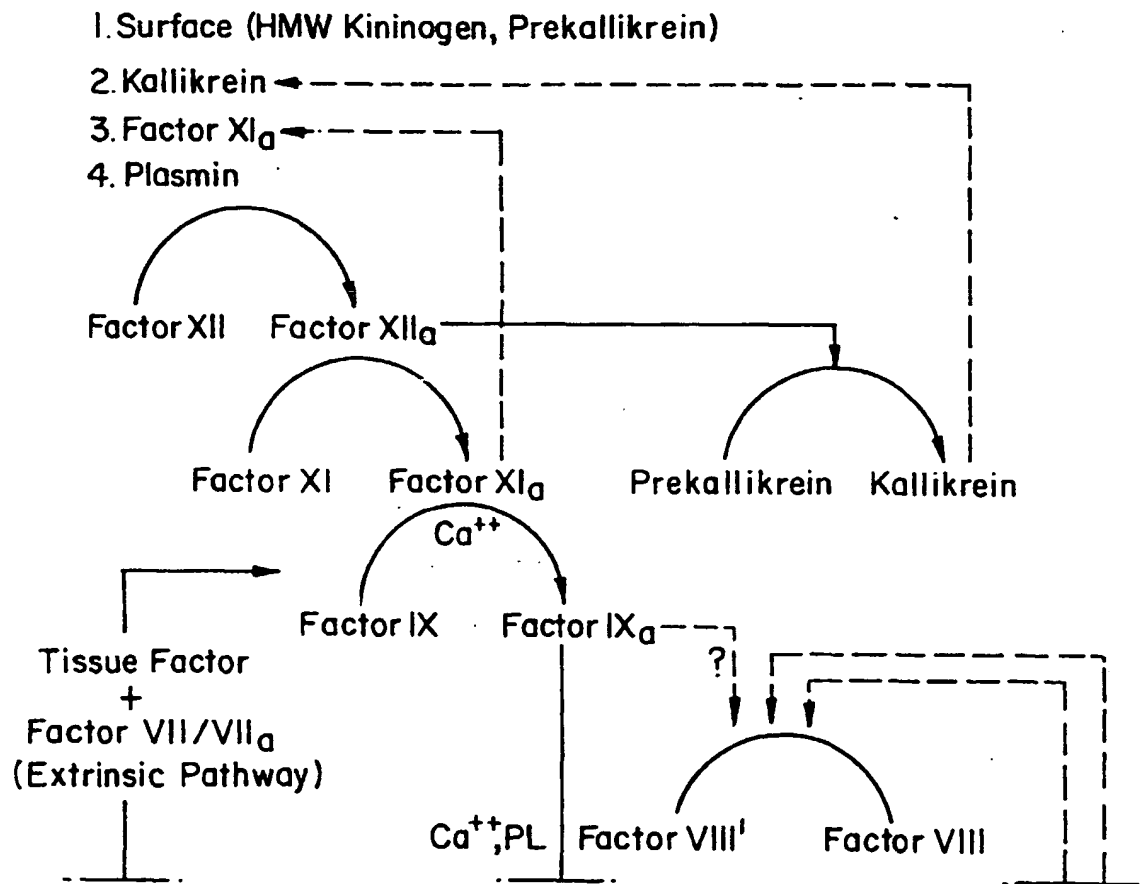 1. Surface (HMW Kininogen, Prekallikrein)
2. Kallikrein
3. Factor XIa
4. Plasmin
Factor XII Factor XIIa
Factor XI Factor XIa Prekallikrein Kallikrein
Ca++
Factor IX Factor IXa
?
Tissue Factor
+
Factor VII/VIIa
(Extrinsic Pathway)
Ca++,PL Factor VIII' Factor VIII